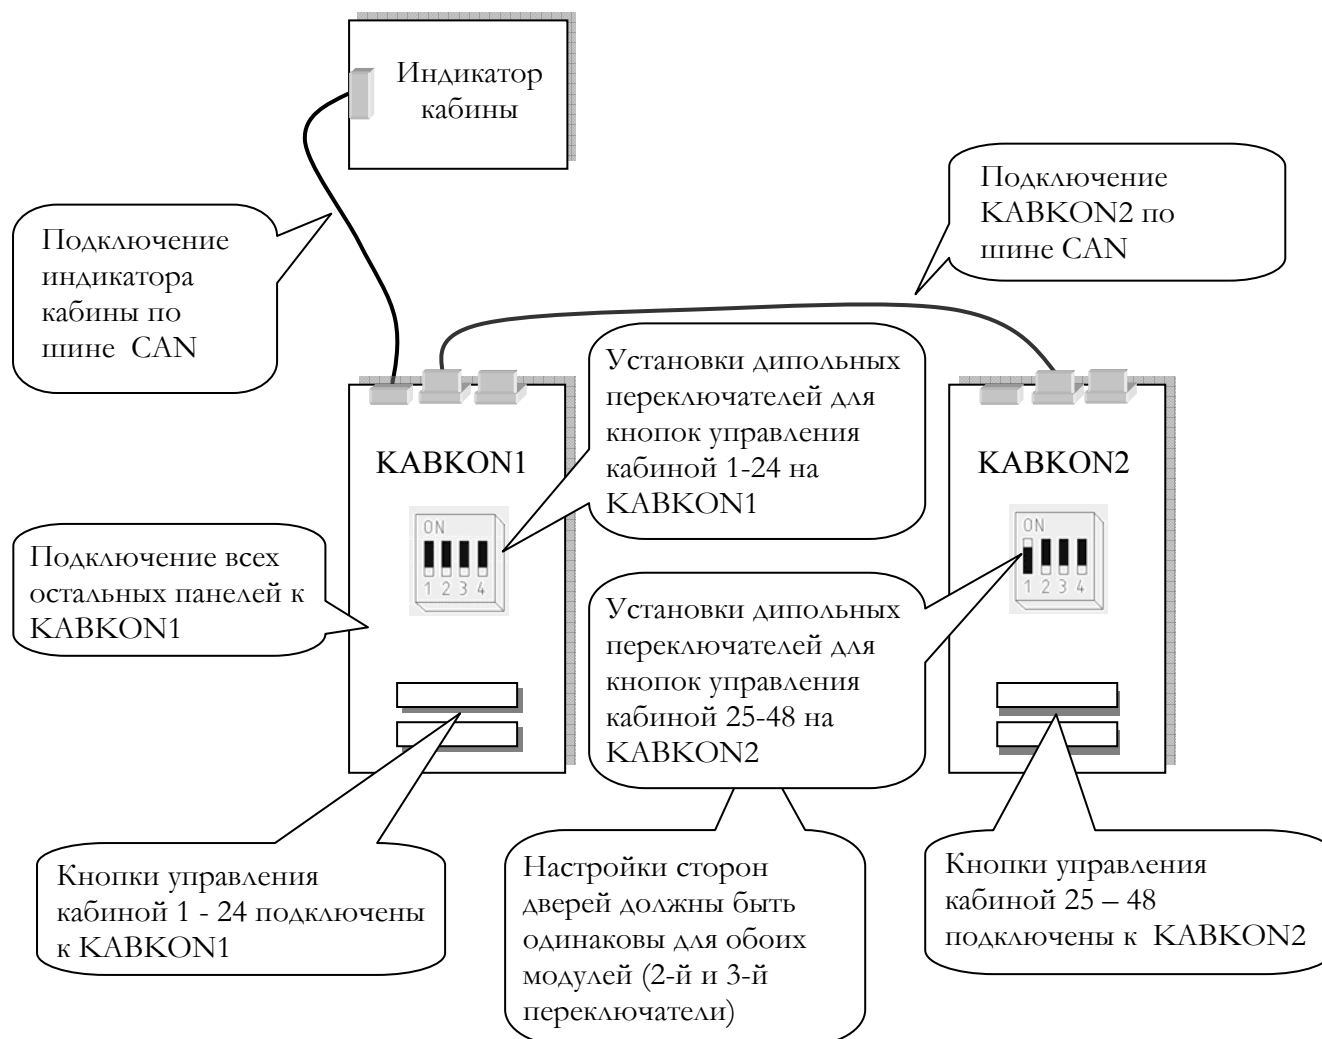 Индикатор
кабины
Подключение
KABKON2 по
шине CAN
Подключение
индикатора
кабины по
шине CAN
Установки дипольных
переключателей для
кнопок управления
кабиной 1-24 на
KABKON1
KABKON1
ON
1 2 3 4
KABKON2
ON
1 2 3 4
Подключение всех
остальных панелей к
KABKON1
Установки дипольных
переключателей для
кнопок управления
кабиной 25-48 на
KABKON2
Кнопки управления
кабиной 1 - 24 подключены
к KABKON1
Настройки сторон
дверей должны быть
одинаковы для обоих
модулей (2-й и 3-й
переключатели)
Кнопки управления
кабиной 25 – 48
подключены к KABKON2